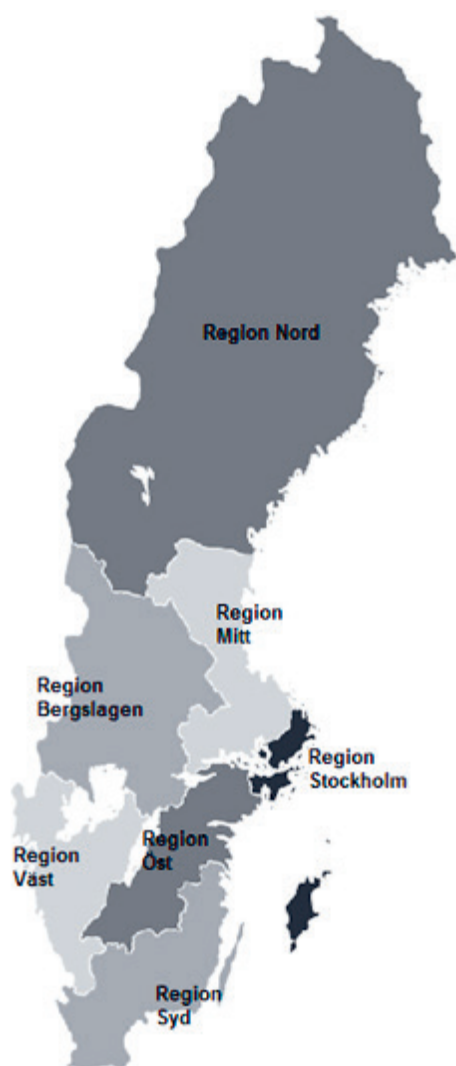 Region Nord
Region
Mitt
Region
Bergslagen
Region
Stockholm
Region
Öst
Region
Väst
Region
Syd